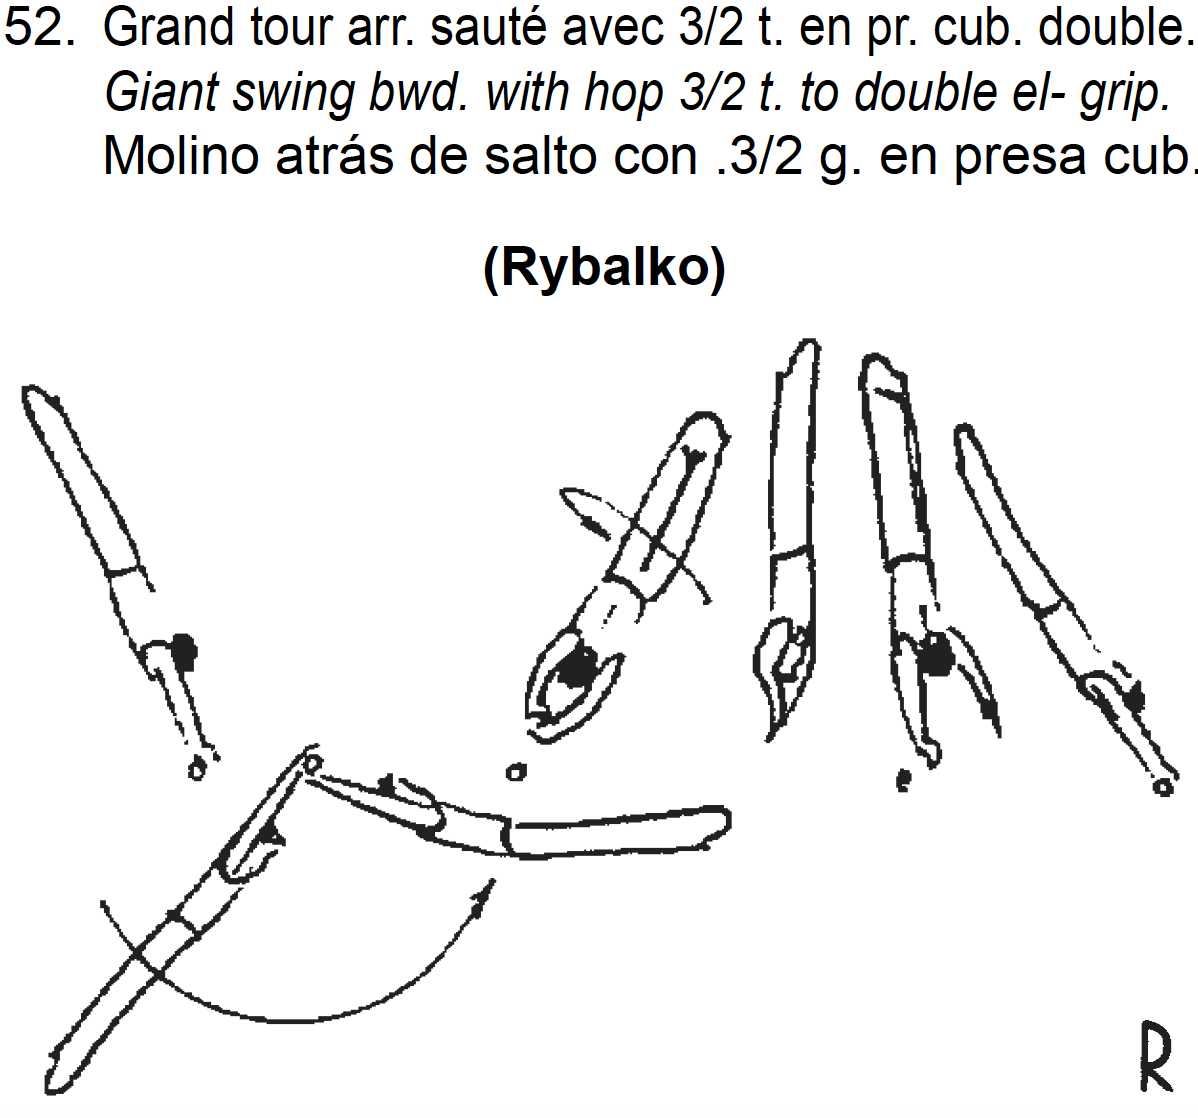 52. Grand tour arr. sauté avec 3/2 t. en pr. cub. double.
Giant swing bwd. with hop 3/2 t. to double el- grip.
Molino atrás de salto con .3/2 g. en presa cub.
(Rybalko)
R